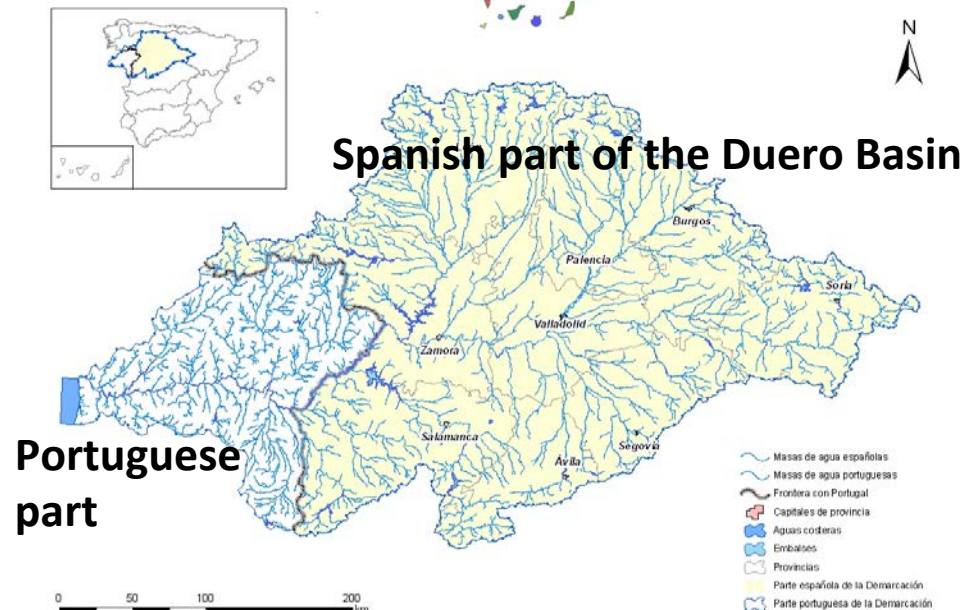 N
Spanish part of the Duero Basin
Burgos
Palencia
Soria
Valladolid
Zamora
Salamanca
Segovia
Ávila
Portuguese
part
Masas de agua españolas
Masas de agua portuguesas
Frontera con Portugal
Capitales de provincia
Aguas costeras
Embalses
Provincias
Parte española de la Demarcación
Parte portuguesa de la Demarcación
0 50 100 200
km